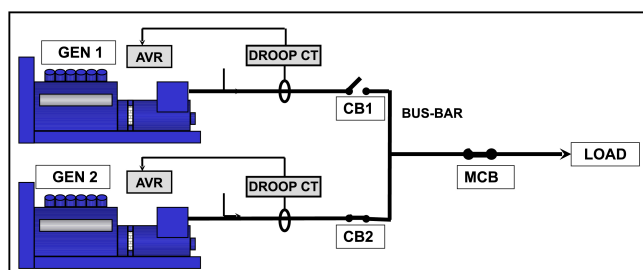 GEN 1
AVR
DROOP CT
CB1
BUS-BAR
LOAD
MCB
GEN 2
AVR
DROOP CT
CB2